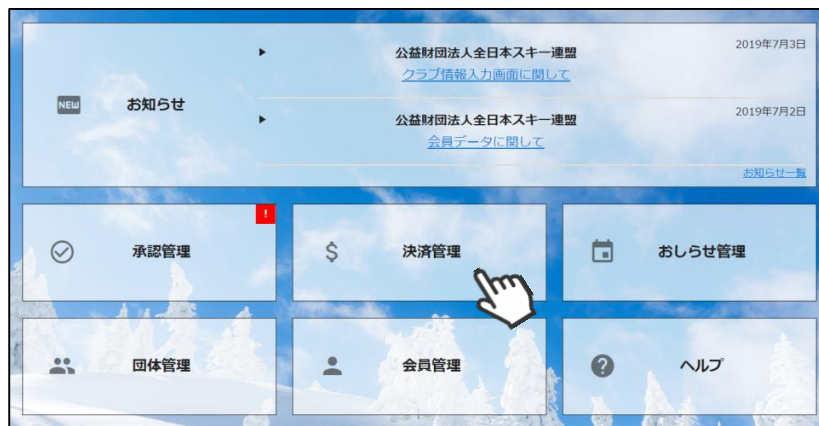 公益財団法人全日本スキー連盟
2019年7月3日
クラブ情報入力画面に関して
NEW
お知らせ
公益財団法人全日本スキー連盟
2019年7月2日
会員データに関して
お知らせ一覧
!
承認管理
$
決済管理
おしらせ管理
団体管理
会員管理
?
ヘルプ